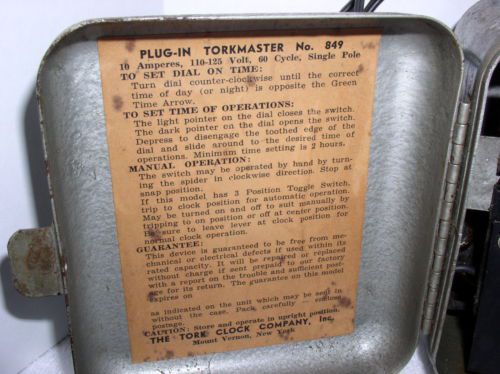 PLUG-IN TORKMASTER No. 849
10 Amperes, 110-125 Volt, 60 Cycle, Single Pole
TO SET DIAL ON TIME:
Turn dial counter-clockwise until the correct
time of day (or night) is opposite the Green
Time Arrow.
TO SET TIME OF OPERATIONS:
The light pointer on the dial closes the switch.
The dark pointer on the dial opens the switch.
Depress to disengage the toothed edge of the
dial and slide around to the desired time of
operations. Minimum time setting is 2 hours.
MANUAL OPERATION:
The switch may be operated by hand by turn-
ing the spider in clockwise direction. Stop at
snap position.
If this model has 3 Position Toggle Switch,
trip to clock position for automatic operation.
May be turned on and off to suit manually by
tripping to on position or off at center position.
Be sure to leave lever at clock position for
normal clock operation.
GUARANTEE:
This device is guaranteed to be free from me-
chanical or electrical defects if used within its
rated capacity. It will be repaired or replaced
without charge if sent prepaid to our factory
with a report on the trouble and sufficient post-
age for its return. The guarantee on this model
expires on
as indicated on the unit which may be sent in
without the case. Pack carefully — enclose
postage.
CAUTION: Store and operate in upright position.
THE TORK CLOCK COMPANY, Inc.
Mount Vernon, New York